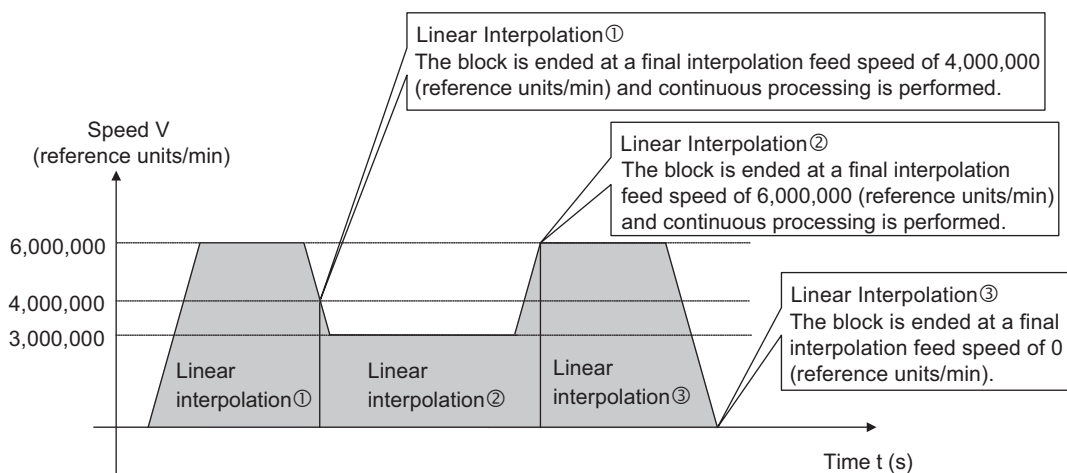 Linear Interpolation①
The block is ended at a final interpolation feed speed of 4,000,000
(reference units/min) and continuous processing is performed.
Speed V
(reference units/min)
Linear Interpolation②
The block is ended at a final interpolation
feed speed of 6,000,000 (reference units/min)
and continuous processing is performed.
6,000,000
4,000,000
3,000,000
Linear Interpolation③
The block is ended at a final
interpolation feed speed of 0
(reference units/min).
Linear
interpolation①
Linear
interpolation②
Linear
interpolation③
Time t (s)